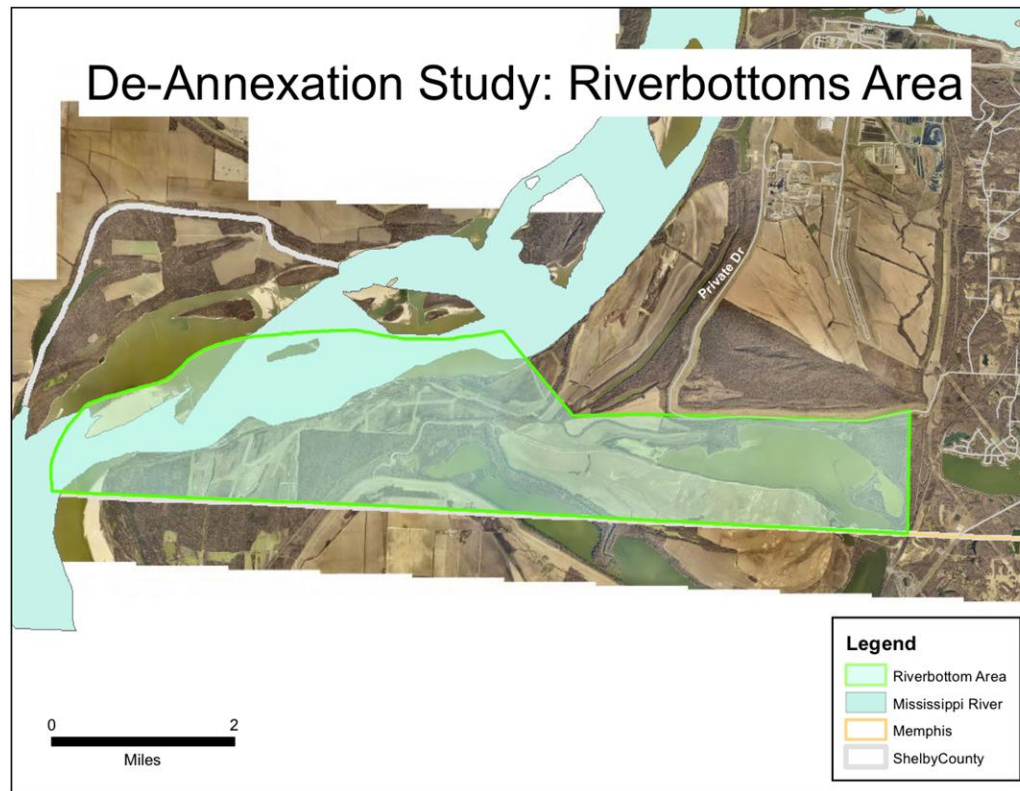 De-Annexation Study: Riverbottoms Area
Private Dr
Legend
Riverbottom Area
Mississippi River
Memphis
ShelbyCounty
0 2
Miles